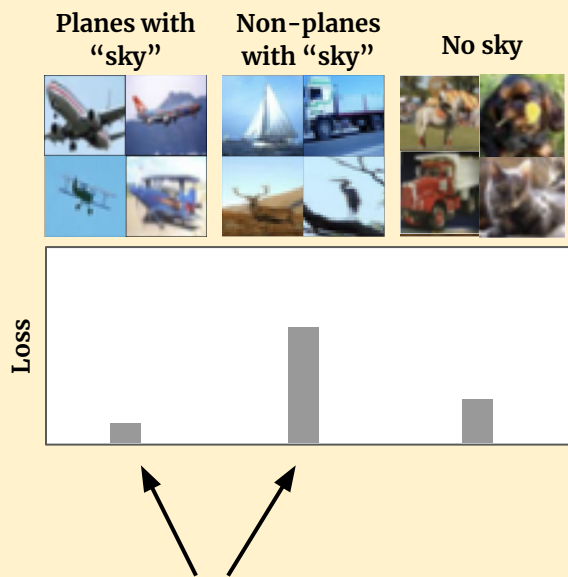 Planes with
“sky”
Non-planes
with “sky”
No sky
Loss